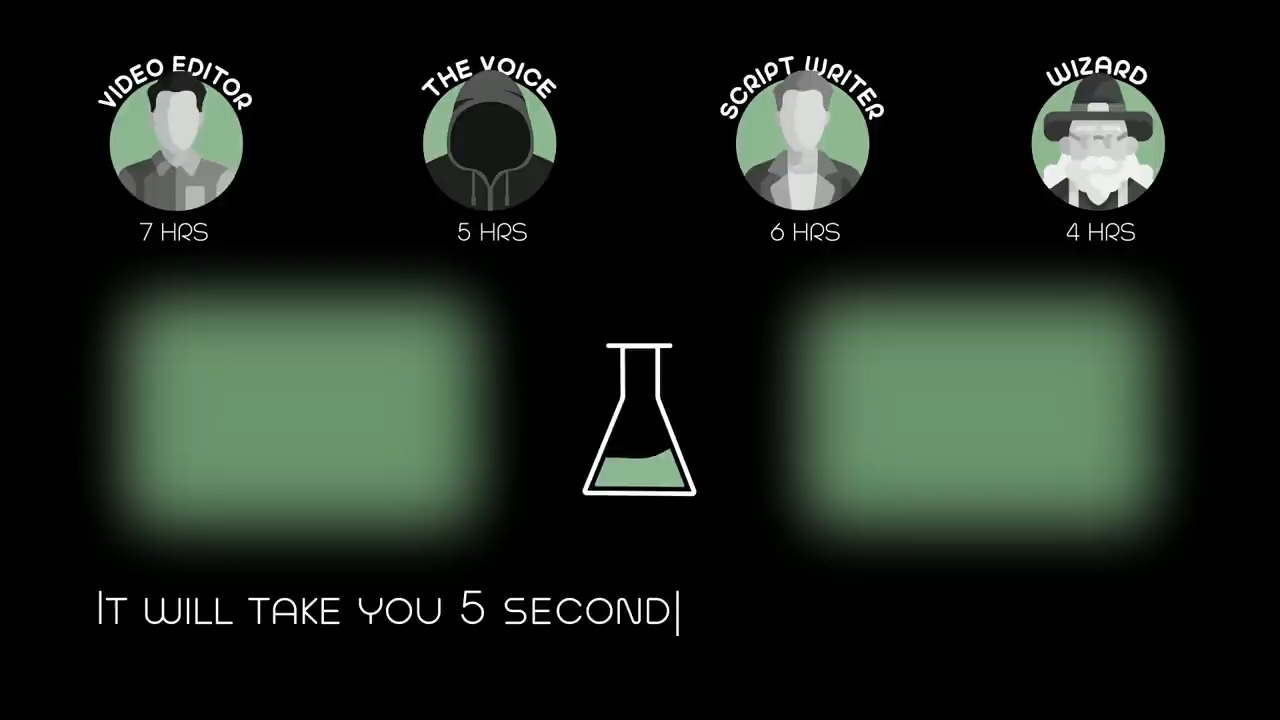 VIDEO EDITOR
THE VOICE
SCRIPT WRITER
WIZARD
7 HRS
5 HRS
6 HRS
4 HRS
IT WILL TAKE YOU 5 SECOND